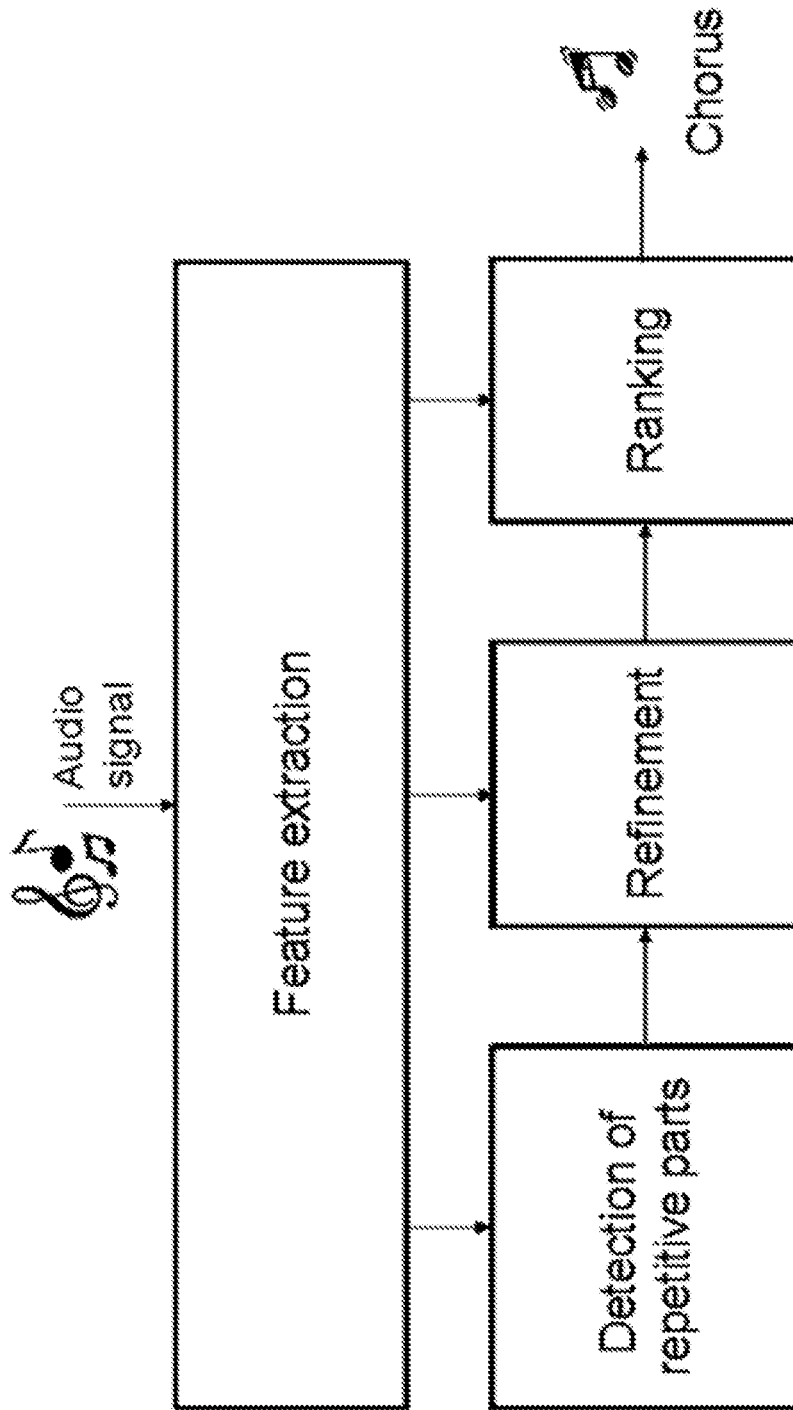 Audio
signal
Feature extraction
Detection of
repetitive parts
Refinement
Ranking
Chorus